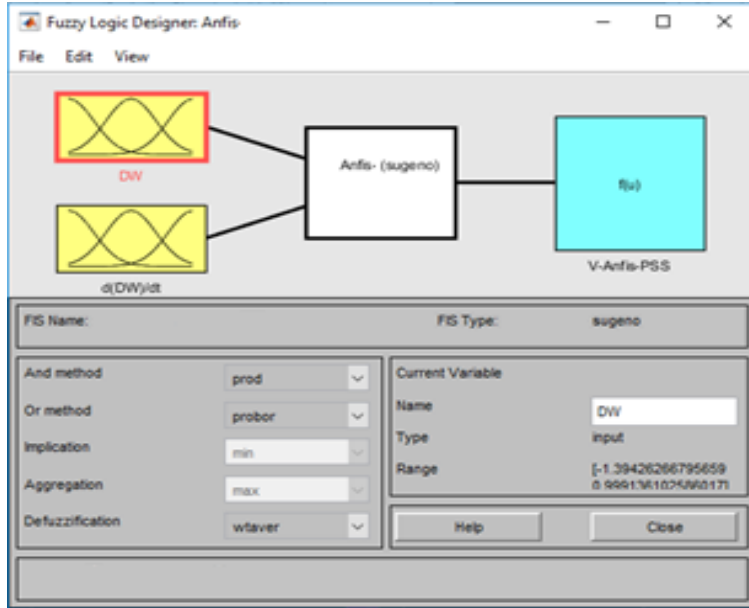 Fuzzy Logic Designer: Anfis-
File Edit View
DW
Anfis- (sugeno)
f(u)
d(DW)/dt
V-Anfis-PSS
FIS Name:
FIS Type: sugeno
And method prod
Or method probor
Implication min
Aggregation max
Defuzzification wtaver
Current Variable
Name DW
Type input
Range [-1.39426266795659
0.999136102586017]
Help Close